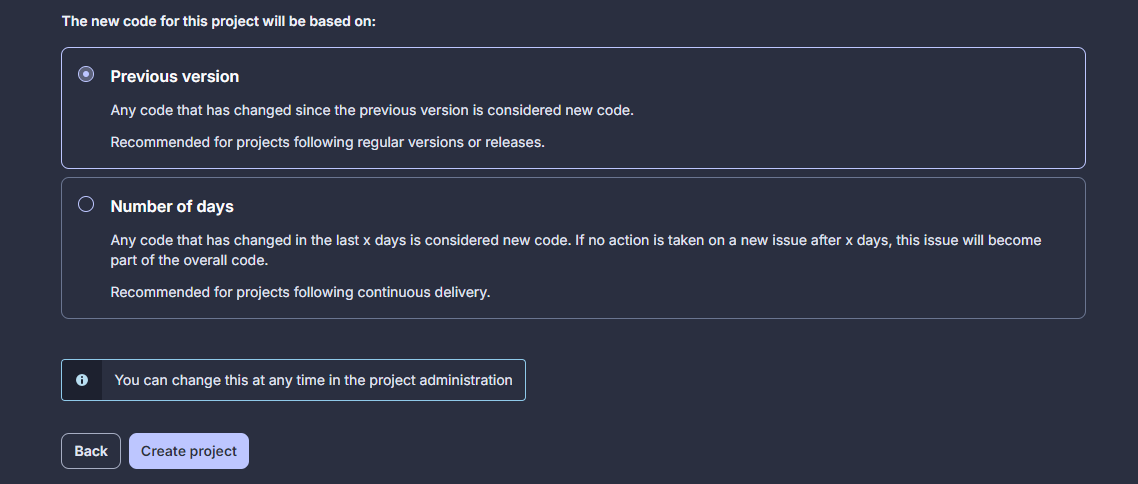 The new code for this project will be based on:
Previous version
Any code that has changed since the previous version is considered new code.
Recommended for projects following regular versions or releases.
Number of days
Any code that has changed in the last x days is considered new code. If no action is taken on a new issue after x days, this issue will become
part of the overall code.
Recommended for projects following continuous delivery.
You can change this at any time in the project administration
Back
Create project